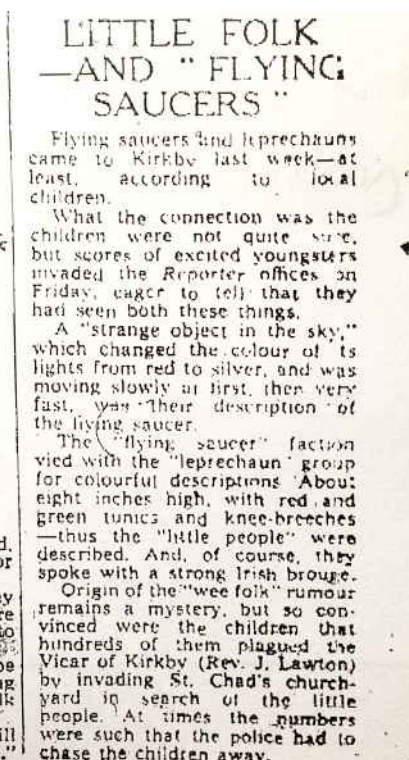 LITTLE FOLK
—AND "FLYING
SAUCERS"
Flying saucers and leprechauns
came to Kirkby last week—at
least, according to local
children.
What the connection was the
children were not quite sure,
but scores of excited youngsters
invaded the Reporter offices on
Friday, eager to tell that they
had seen both these things.
A "strange object in the sky,"
which changed the colour of its
lights from red to silver, and was
moving slowly at first, then very
fast, was their description of
the flying saucer.
The "flying saucer" faction
vied with the "leprechaun" group
for colourful descriptions. About
eight inches high, with red and
green tunics and knee-breeches
—thus the "little people" were
described. And, of course, they
spoke with a strong Irish brouge.
Origin of the "wee folk" rumour
remains a mystery, but so con-
vinced were the children that
hundreds of them plagued the
Vicar of Kirkby (Rev. J. Lawton)
by invading St. Chad's church-
yard in search of the little
people. At times the numbers
were such that the police had to
chase the children away.